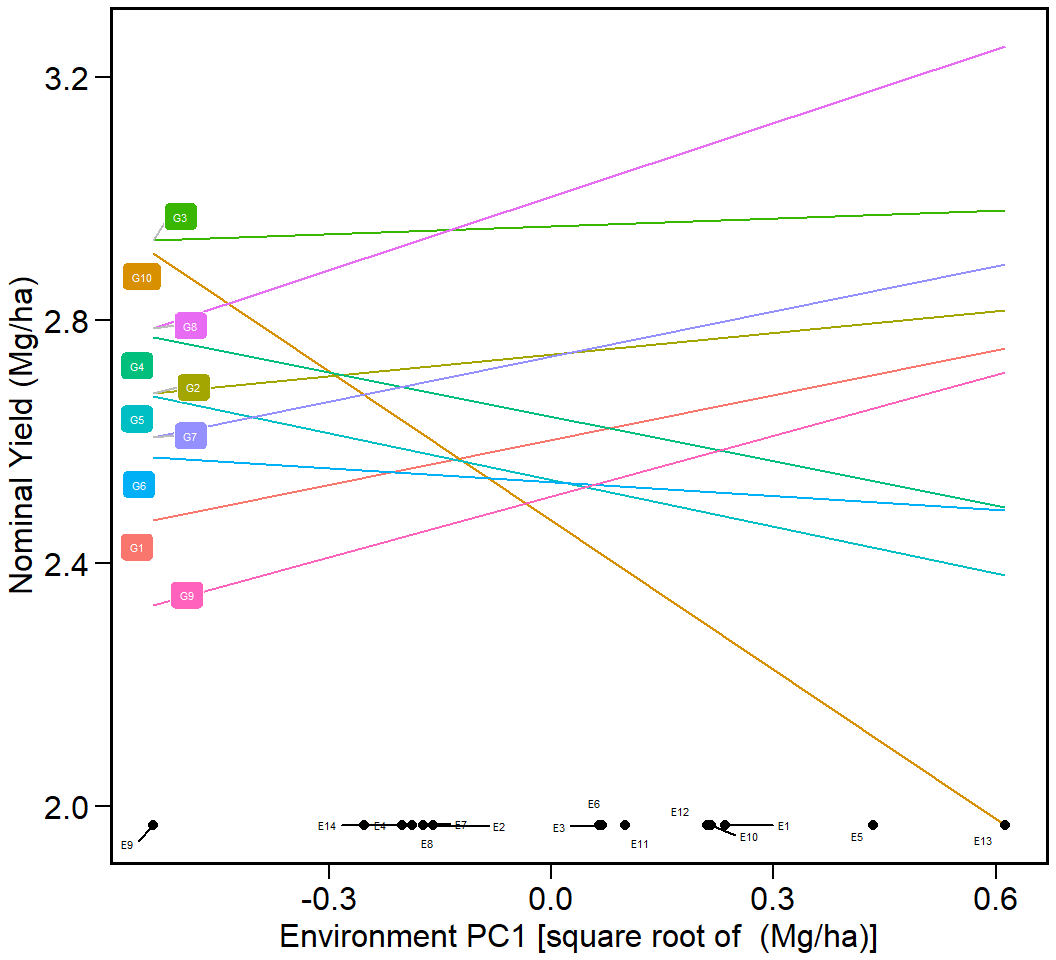 3.2
2.8
2.4
2.0
Nominal Yield (Mg/ha)
G3
G10
G8
G4
G2
G5
G7
G6
G1
G9
E6
E12
E14
E4
E7
E2
E3
E1
E10
E5
E9
E8
E11
E13
-0.3
0.0
0.3
0.6
Environment PC1 [square root of  (Mg/ha)]